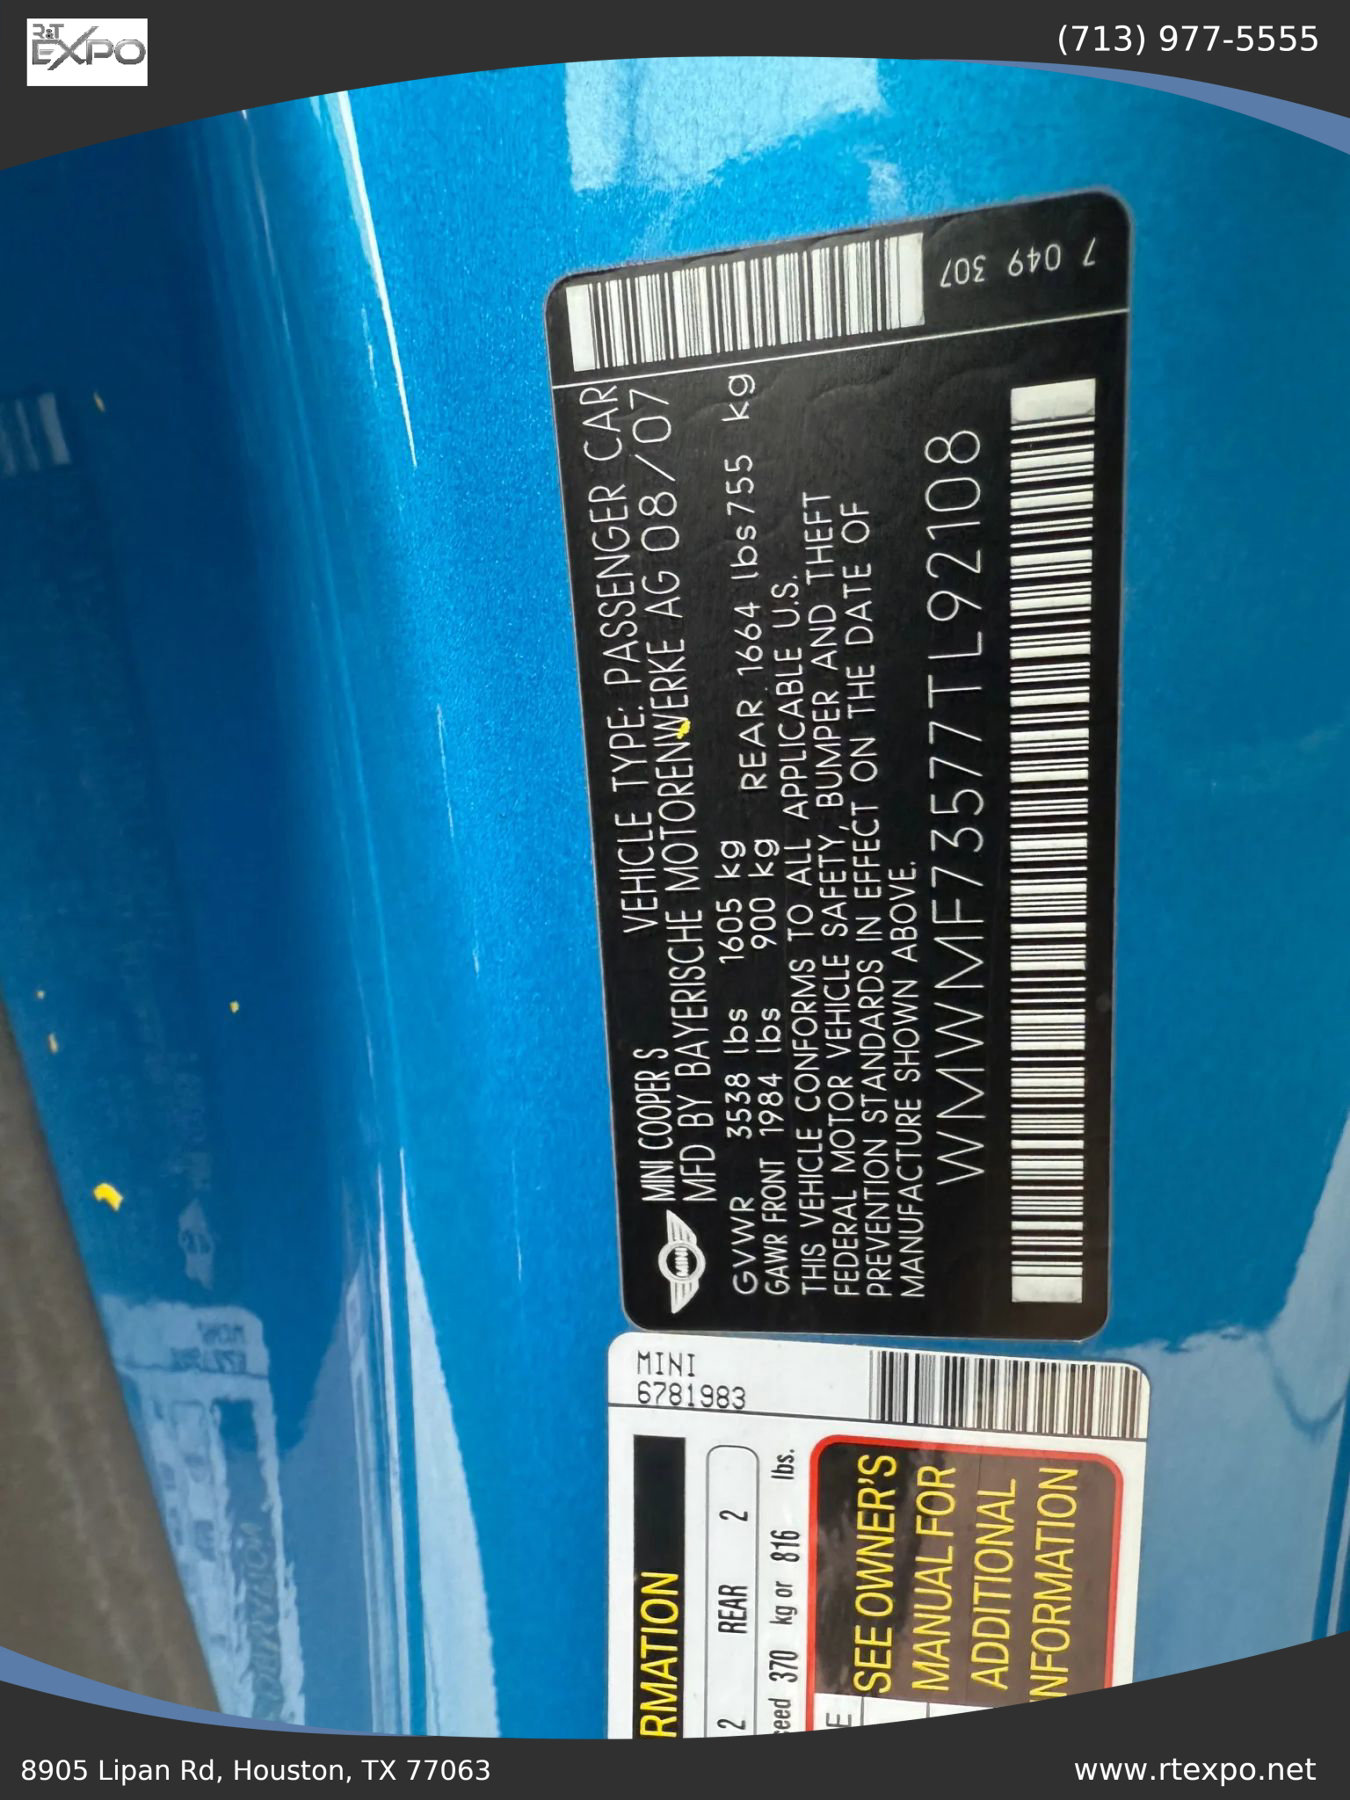 R&T
EXPO
(713) 977-5555
7 049 307
MINI COOPER S VEHICLE TYPE: PASSENGER CAR
MFD BY BAYERISCHE MOTORENWERKE AG 08/07
GVWR 3538 lbs 1605 kg
GAWR FRONT 1984 lbs 900 kg REAR 1664 lbs 755 kg
THIS VEHICLE CONFORMS TO ALL APPLICABLE U.S.
FEDERAL MOTOR VEHICLE SAFETY, BUMPER AND THEFT
PREVENTION STANDARDS IN EFFECT ON THE DATE OF
MANUFACTURE SHOWN ABOVE.
WMWMF73577TL92108
MINI
MINI
6781983
RMATION
2 REAR 2
seed 370 kg or 816 lbs.
E
SEE OWNER'S
MANUAL FOR
ADDITIONAL
INFORMATION
8905 Lipan Rd, Houston, TX 77063
www.rtexpo.net